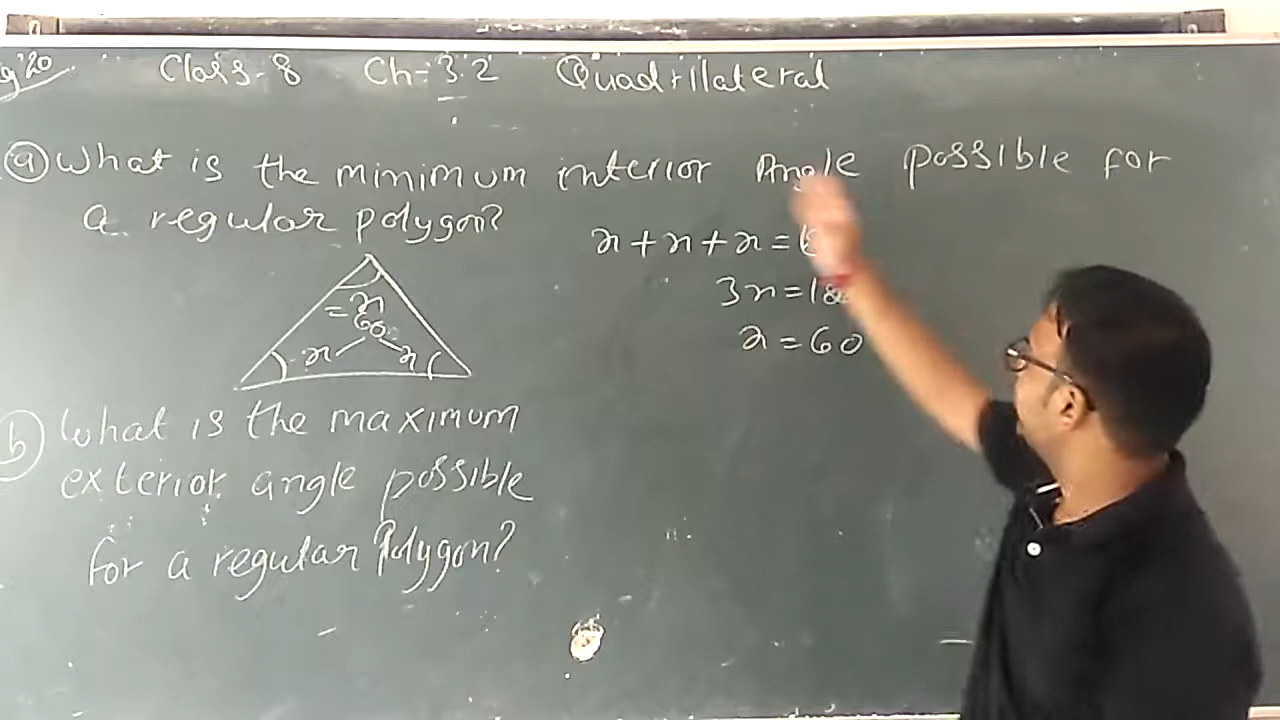 Class-8 Ch-3.2 Quadrilateral
(a) What is the minimum interior Angle possible for
a regular polygon?
x + x + x =
3x = 18
x = 60
x
= 60
x x
(b) What is the maximum
exterior angle possible
for a regular Polygon?